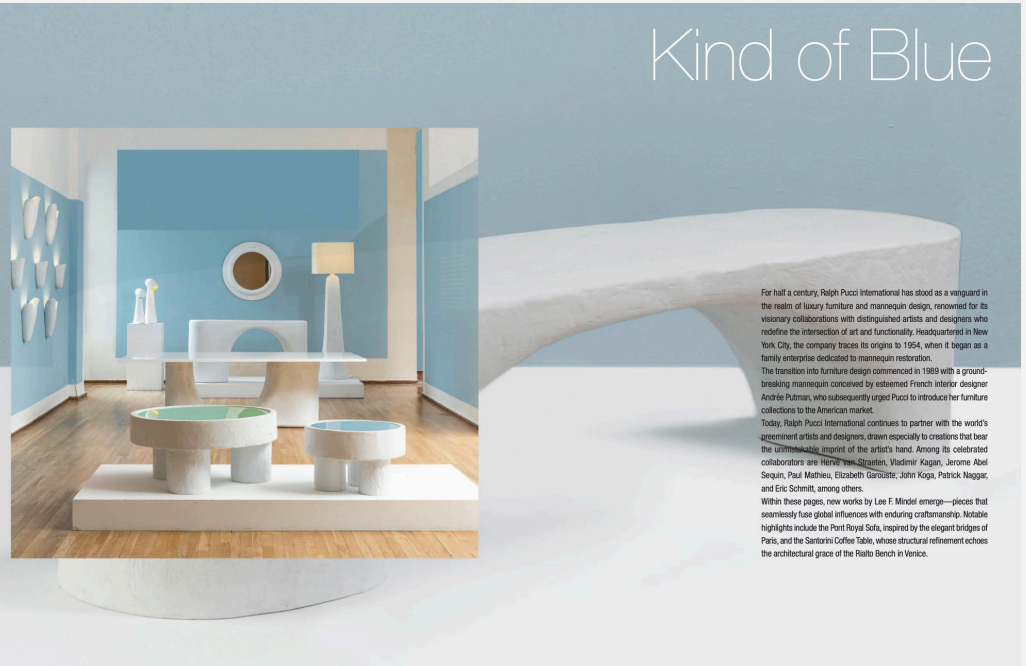 Kind of Blue
For half a century, Ralph Pucci International has stood as a vanguard in
the realm of luxury furniture and mannequin design, renowned for its
visionary collaborations with distinguished artists and designers who
redefine the intersection of art and functionality. Headquartered in New
York City, the company traces its origins to 1954, when it began as a
family enterprise dedicated to mannequin restoration.
The transition into furniture design commenced in 1989 with a ground-
breaking mannequin conceived by esteemed French interior designer
Andrée Putman, who subsequently urged Pucci to introduce her furniture
collections to the American market.
Today, Ralph Pucci International continues to partner with the world's
preeminent artists and designers, drawn especially to creations that bear
the unmistakable imprint of the artist's hand. Among its celebrated
collaborators are Hervé van Straeten, Vladimir Kagan, Jerome Abel
Sequin, Paul Mathieu, Elizabeth Garouste, John Koga, Patrick Naggar,
and Eric Schmitt, among others.
Within these pages, new works by Lee F. Mindel emerge—pieces that
seamlessly fuse global influences with enduring craftsmanship. Notable
highlights include the Pont Royal Sofa, inspired by the elegant bridges of
Paris, and the Santorini Coffee Table, whose structural refinement echoes
the architectural grace of the Rialto Bench in Venice.